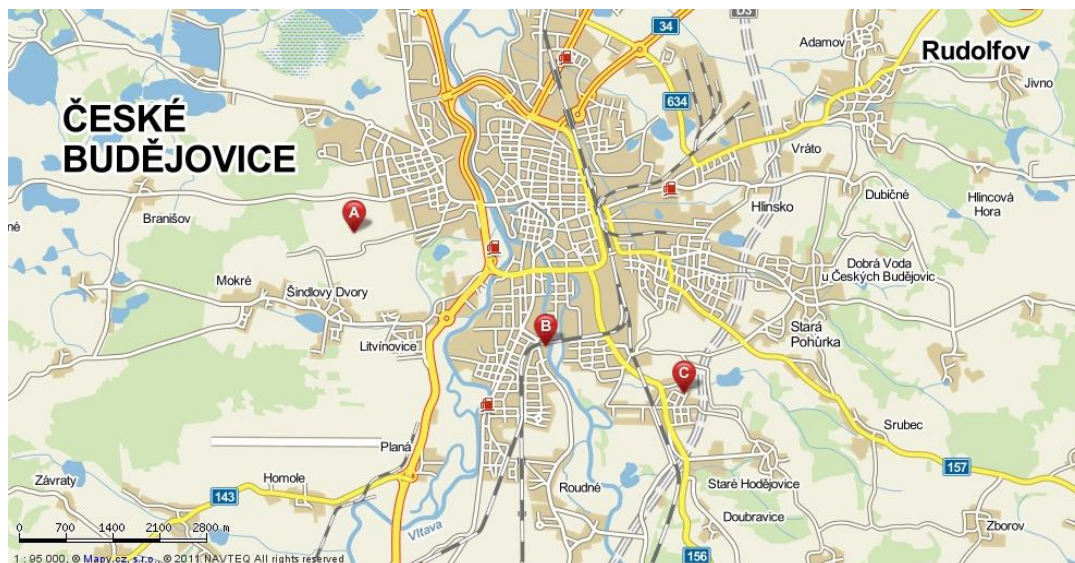 D3
34
Adamov
Rudolfov
Jivno
634
ČESKÉ
BUDĚJOVICE
Vráto
A
Dubičné
Hlincová
Hora
Branišov
Hlinsko
né
Dobrá Voda
u Českých Budějovic
Mokré
Šindlovy Dvory
B
Stará
Pohůrka
Litvínovice
C
Srubec
Planá
157
Závraty
Homole
Roudné
Staré Hodějovice
143
Vltava
Doubravice
Zborov
0 700 1400 2100 2800 m
156
1 : 95 000, © Mapy.cz, s.r.o., © 2011 NAVTEQ All rights reserved